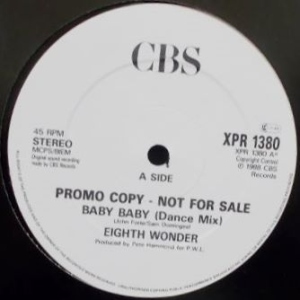 CBS
45 RPM
STEREO
MCPS/BIEM
Digital sound recording
made by CBS Records
XPR 1380
XPR 1380 A°
Copyright Control
℗ 1988 CBS
Records
A SIDE
PROMO COPY - NOT FOR SALE
BABY BABY (Dance Mix)
EIGHTH WONDER
Produced by Pete Hammond for P.W.L.